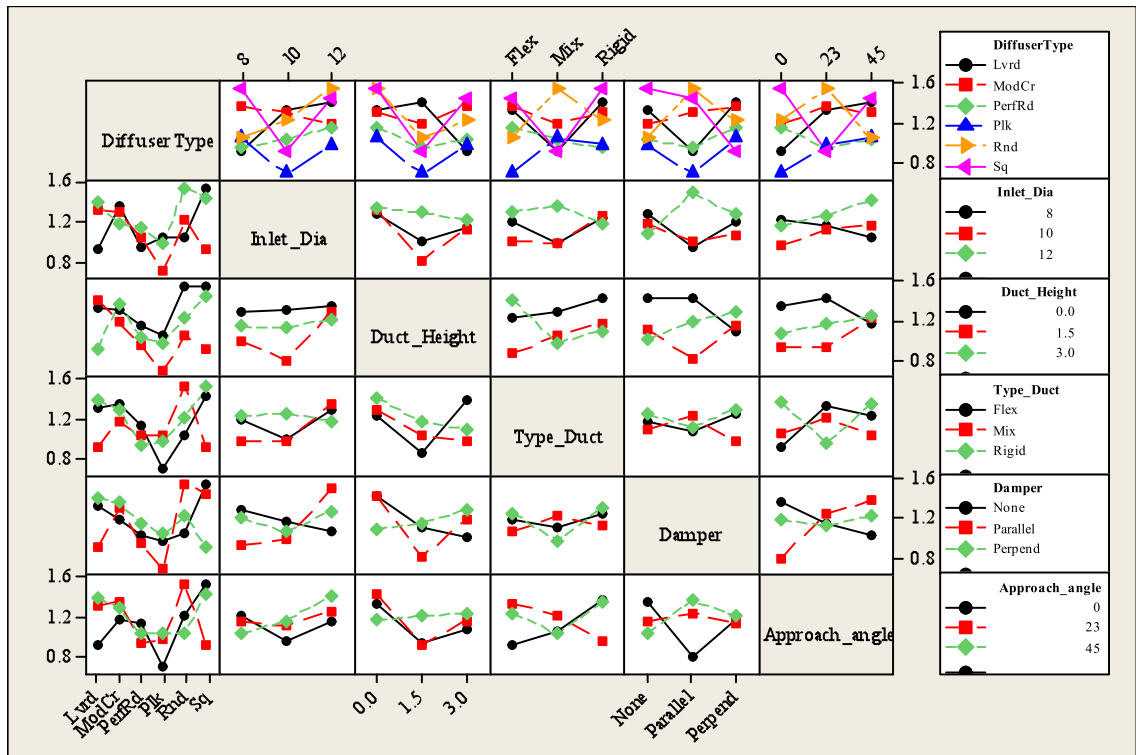 8 10 12 Flex Mix Rigid 0 23 45
1.6
1.2
0.8
Diffuser Type
1.6
1.2
0.8
Inlet_Dia
1.6
1.2
0.8
Duct_Height
1.6
1.2
0.8
Type_Duct
1.6
1.2
0.8
Damper
1.6
1.2
0.8
Approach_angle
Lvrd ModCr PerfRd Plk Rnd Sq 0.0 1.5 3.0 None Parallel Perpend
DiffuserType
Lvrd
ModCr
PerfRd
Plk
Rnd
Sq
Inlet_Dia
8
10
12
Duct_Height
0.0
1.5
3.0
Type_Duct
Flex
Mix
Rigid
Damper
None
Parallel
Perpend
Approach_angle
0
23
45